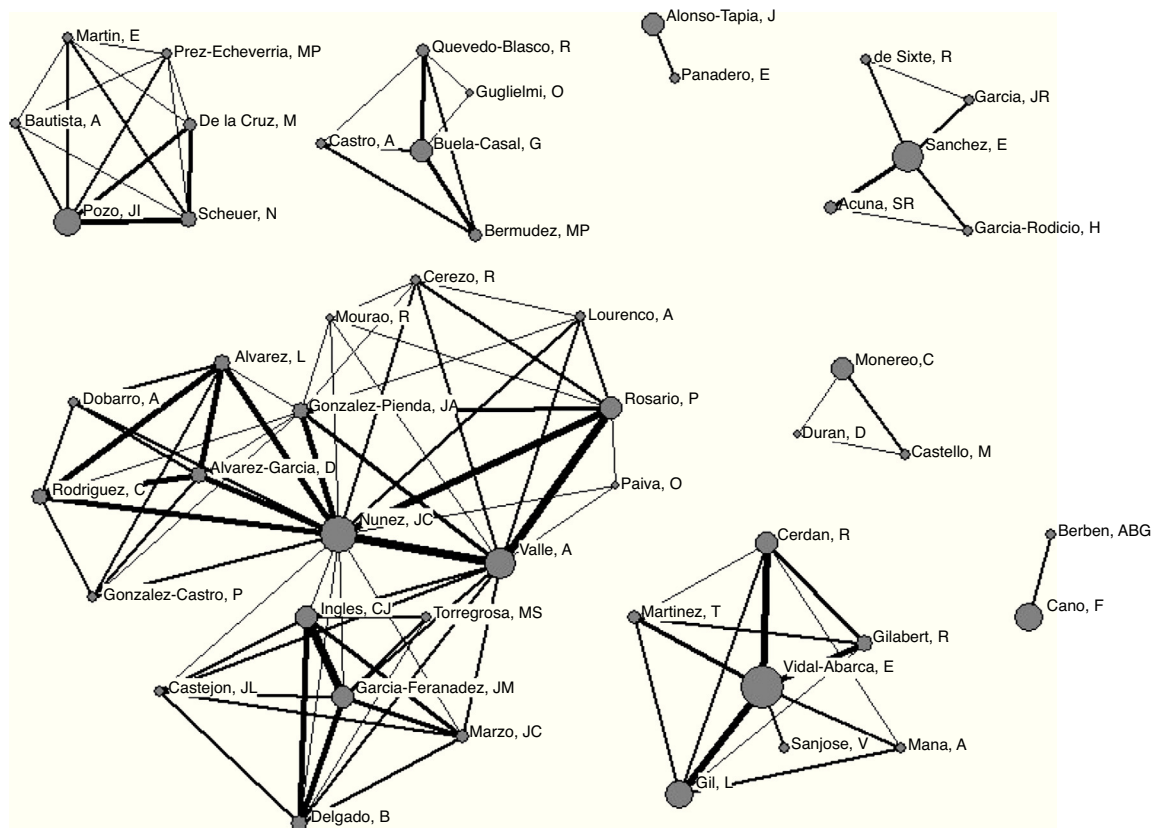 Alonso-Tapia, J
Panadero, E
Martin, E
Prez-Echeverria, MP
Bautista, A
De la Cruz, M
Pozo, JI
Scheuer, N
Quevedo-Blasco, R
Guglielmi, O
Castro, A
Buela-Casal, G
Bermudez, MP
de Sixte, R
Garcia, JR
Sanchez, E
Acuna, SR
Garcia-Rodicio, H
Cerezo, R
Mourao, R
Lourenco, A
Alvarez, L
Dobarro, A
Gonzalez-Pienda, JA
Rosario, P
Alvarez-Garcia, D
Rodriguez, C
Paiva, O
Nunez, JC
Valle, A
Gonzalez-Castro, P
Ingles, CJ
Torregrosa, MS
Castejon, JL
Garcia-Feranadez, JM
Marzo, JC
Delgado, B
Monereo,C
Duran, D
Castello, M
Berben, ABG
Cano, F
Cerdan, R
Martinez, T
Gilabert, R
Vidal-Abarca, E
Sanjose, V
Mana, A
Gil, L